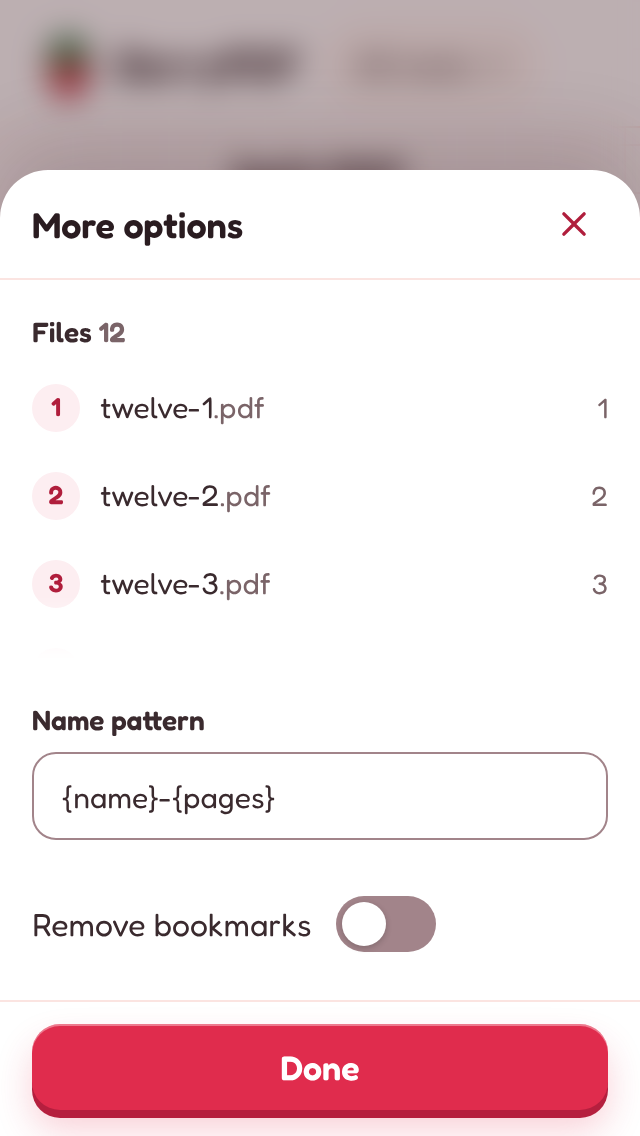 More options
Files 12
1 twelve-1.pdf 1
2 twelve-2.pdf 2
3 twelve-3.pdf 3
Name pattern
{name}-{pages}
Remove bookmarks
Done